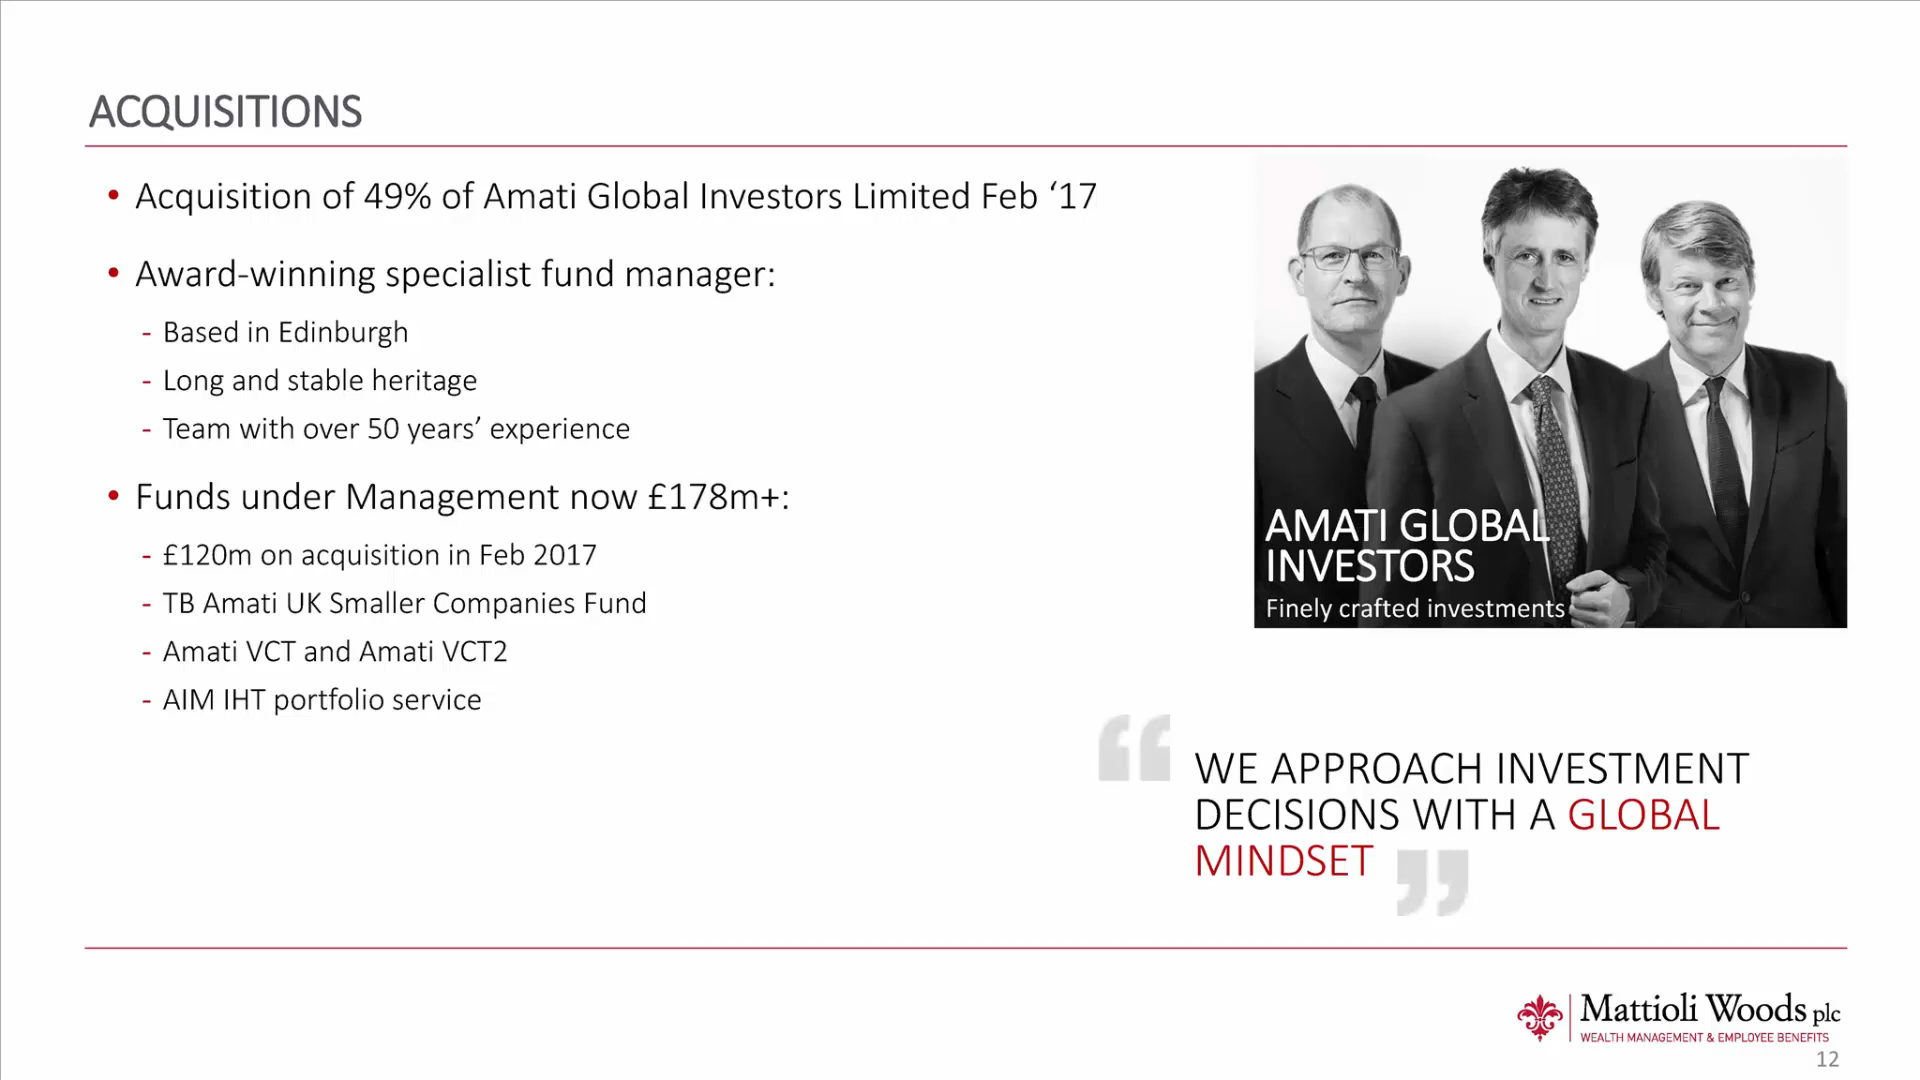 ACQUISITIONS
• Acquisition of 49% of Amati Global Investors Limited Feb ‘17
• Award-winning specialist fund manager:
- Based in Edinburgh
- Long and stable heritage
- Team with over 50 years’ experience
• Funds under Management now £178m+:
- £120m on acquisition in Feb 2017
- TB Amati UK Smaller Companies Fund
- Amati VCT and Amati VCT2
- AIM IHT portfolio service
AMATI GLOBAL
INVESTORS
Finely crafted investments
“ WE APPROACH INVESTMENT
DECISIONS WITH A GLOBAL
MINDSET ”
Mattioli Woods plc
WEALTH MANAGEMENT & EMPLOYEE BENEFITS
12